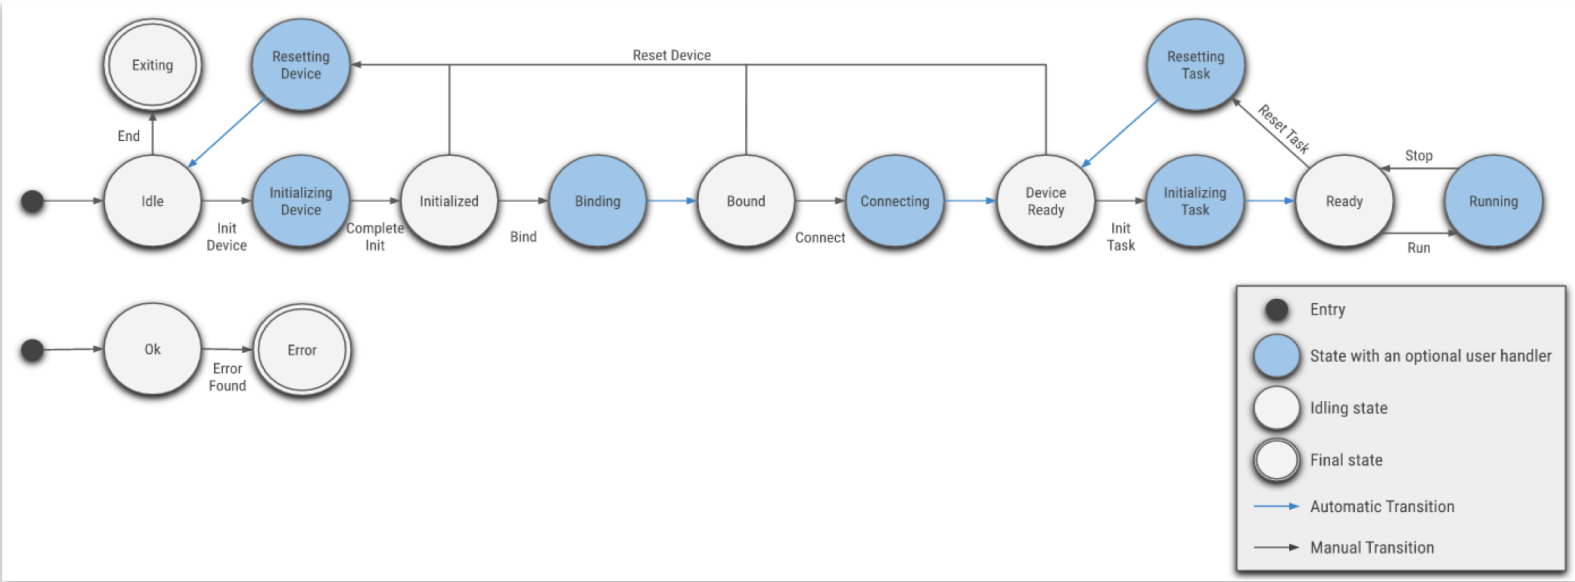 Exiting
Resetting
Device
Reset Device
Resetting
Task
End
Reset Task
Stop
Idle
Initializing
Device
Initialized
Binding
Bound
Connecting
Device
Ready
Initializing
Task
Ready
Running
Init
Device
Complete
Init
Bind
Connect
Init
Task
Run
Ok
Error
Error
Found
Entry
State with an optional user handler
Idling state
Final state
Automatic Transition
Manual Transition